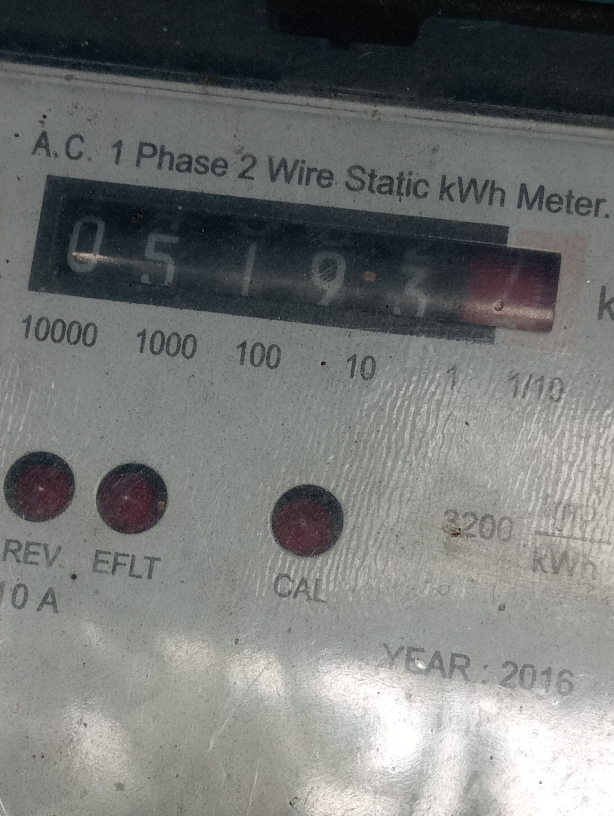 A.C. 1 Phase 2 Wire Static kWh Meter.
0 5 1 9 3
10000 1000 100 10 1 1/10
3200
kWh
REV EFLT CAL
10 A
YEAR : 2016